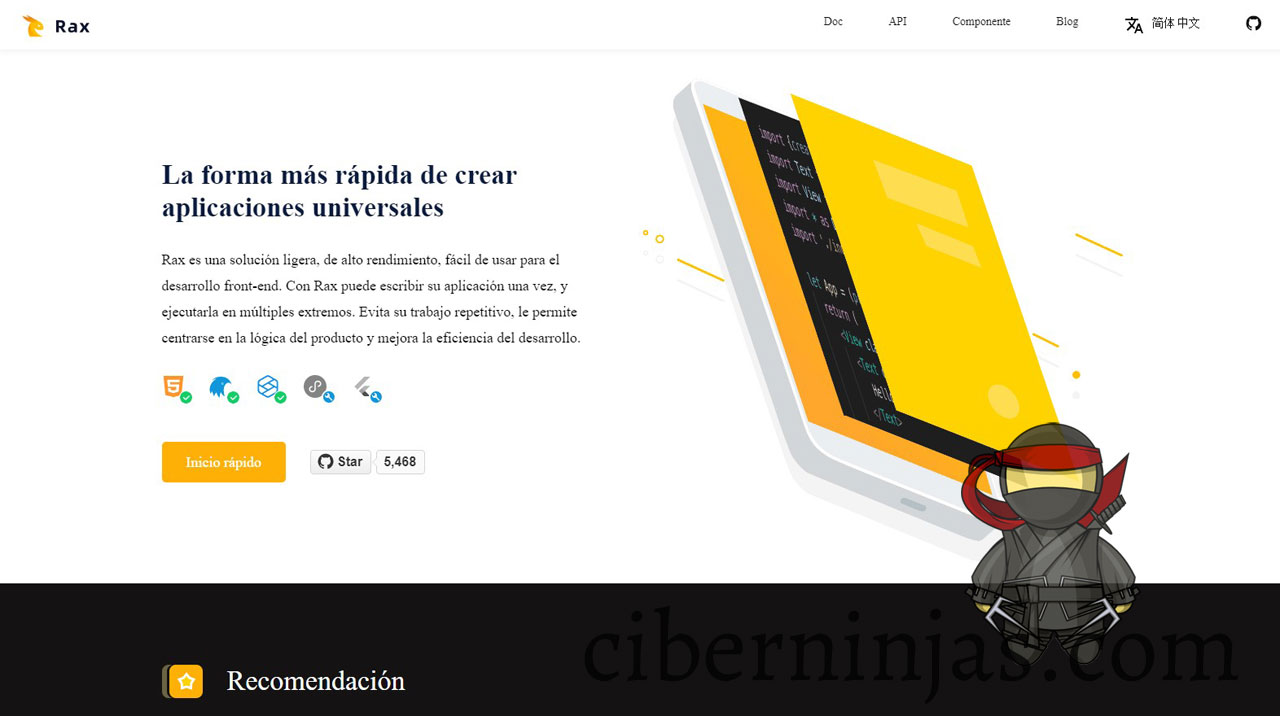 Rax
Doc
API
Componente
Blog
简体 中文
La forma más rápida de crear
aplicaciones universales
Rax es una solución ligera, de alto rendimiento, fácil de usar para el
desarrollo front-end. Con Rax puede escribir su aplicación una vez, y
ejecutarla en múltiples extremos. Evita su trabajo repetitivo, le permite
centrarse en la lógica del producto y mejora la eficiencia del desarrollo.
Inicio rápido
Star
5,468
import {crea
import Text
import View
import * as
import './in
let App = (p
return (
<View cla
<Text
Hello
</Text>
Recomendación
ciberninjas.com